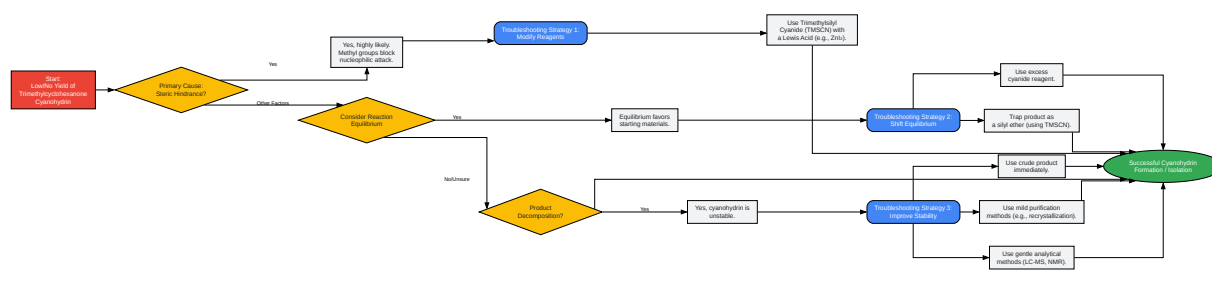 Start:
Low/No Yield of
Trimethylcyclohexanone
Cyanohydrin
Primary Cause:
Steric Hindrance?
Yes
Yes, highly likely.
Methyl groups block
nucleophilic attack.
Troubleshooting Strategy 1:
Modify Reagents
Use Trimethylsilyl
Cyanide (TMSCN) with
a Lewis Acid (e.g., ZnI₂).
Other Factors
Consider Reaction
Equilibrium
Yes
Equilibrium favors
starting materials.
Troubleshooting Strategy 2:
Shift Equilibrium
Use excess
cyanide reagent.
Trap product as
a silyl ether (using TMSCN).
No/Unsure
Product
Decomposition?
Yes
Yes, cyanohydrin is
unstable.
Troubleshooting Strategy 3:
Improve Stability
Use crude product
immediately.
Use mild purification
methods (e.g., recrystallization).
Use gentle analytical
methods (LC-MS, NMR).
Successful Cyanohydrin
Formation / Isolation